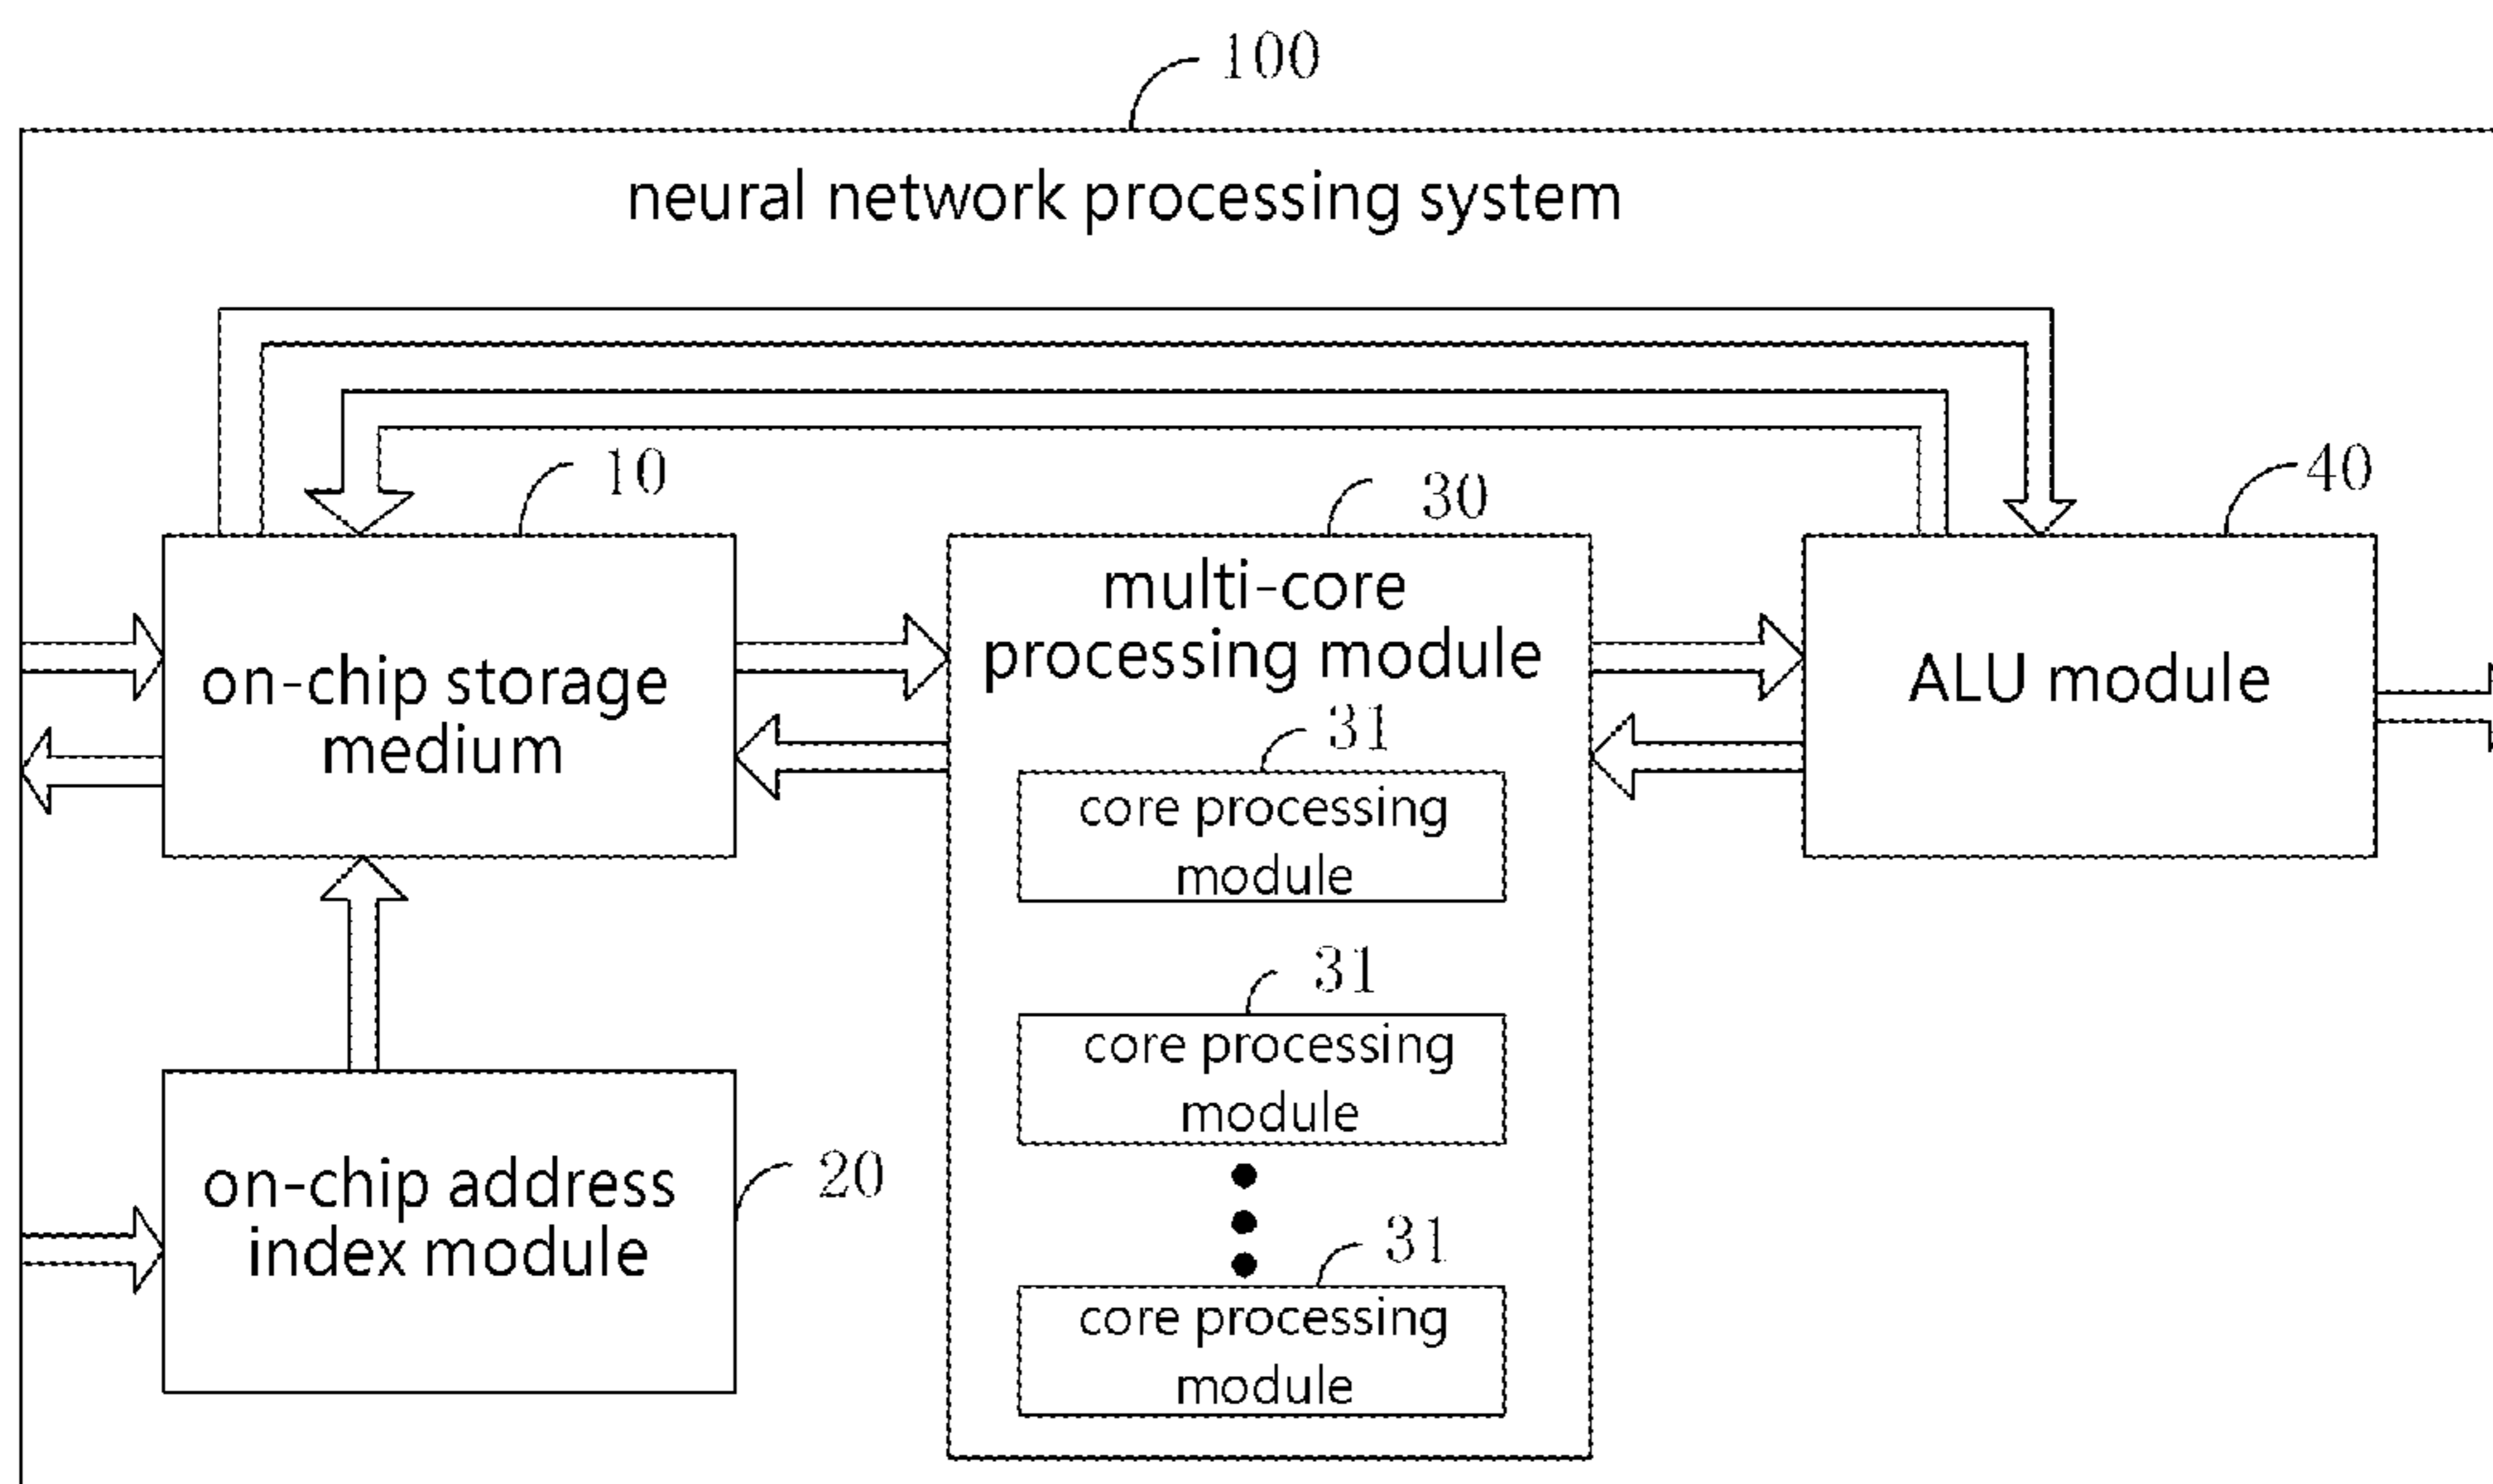 100
neural network processing system
10
30
40
multi-core
processing module
on-chip storage
medium
ALU module
31
core processing
module
31
core processing
module
on-chip address
index module
20
31
core processing
module